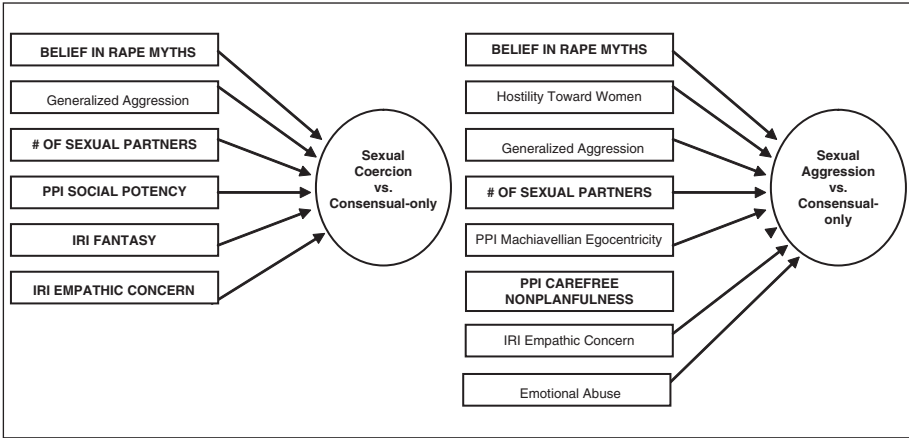 BELIEF IN RAPE MYTHS
Generalized Aggression
# OF SEXUAL PARTNERS
PPI SOCIAL POTENCY
IRI FANTASY
IRI EMPATHIC CONCERN
Sexual
Coercion
vs.
Consensual-only
BELIEF IN RAPE MYTHS
Hostility Toward Women
Generalized Aggression
# OF SEXUAL PARTNERS
PPI Machiavellian Egocentricity
PPI CAREFREE
NONPLANFULNESS
IRI Empathic Concern
Emotional Abuse
Sexual
Aggression
vs.
Consensual-
only